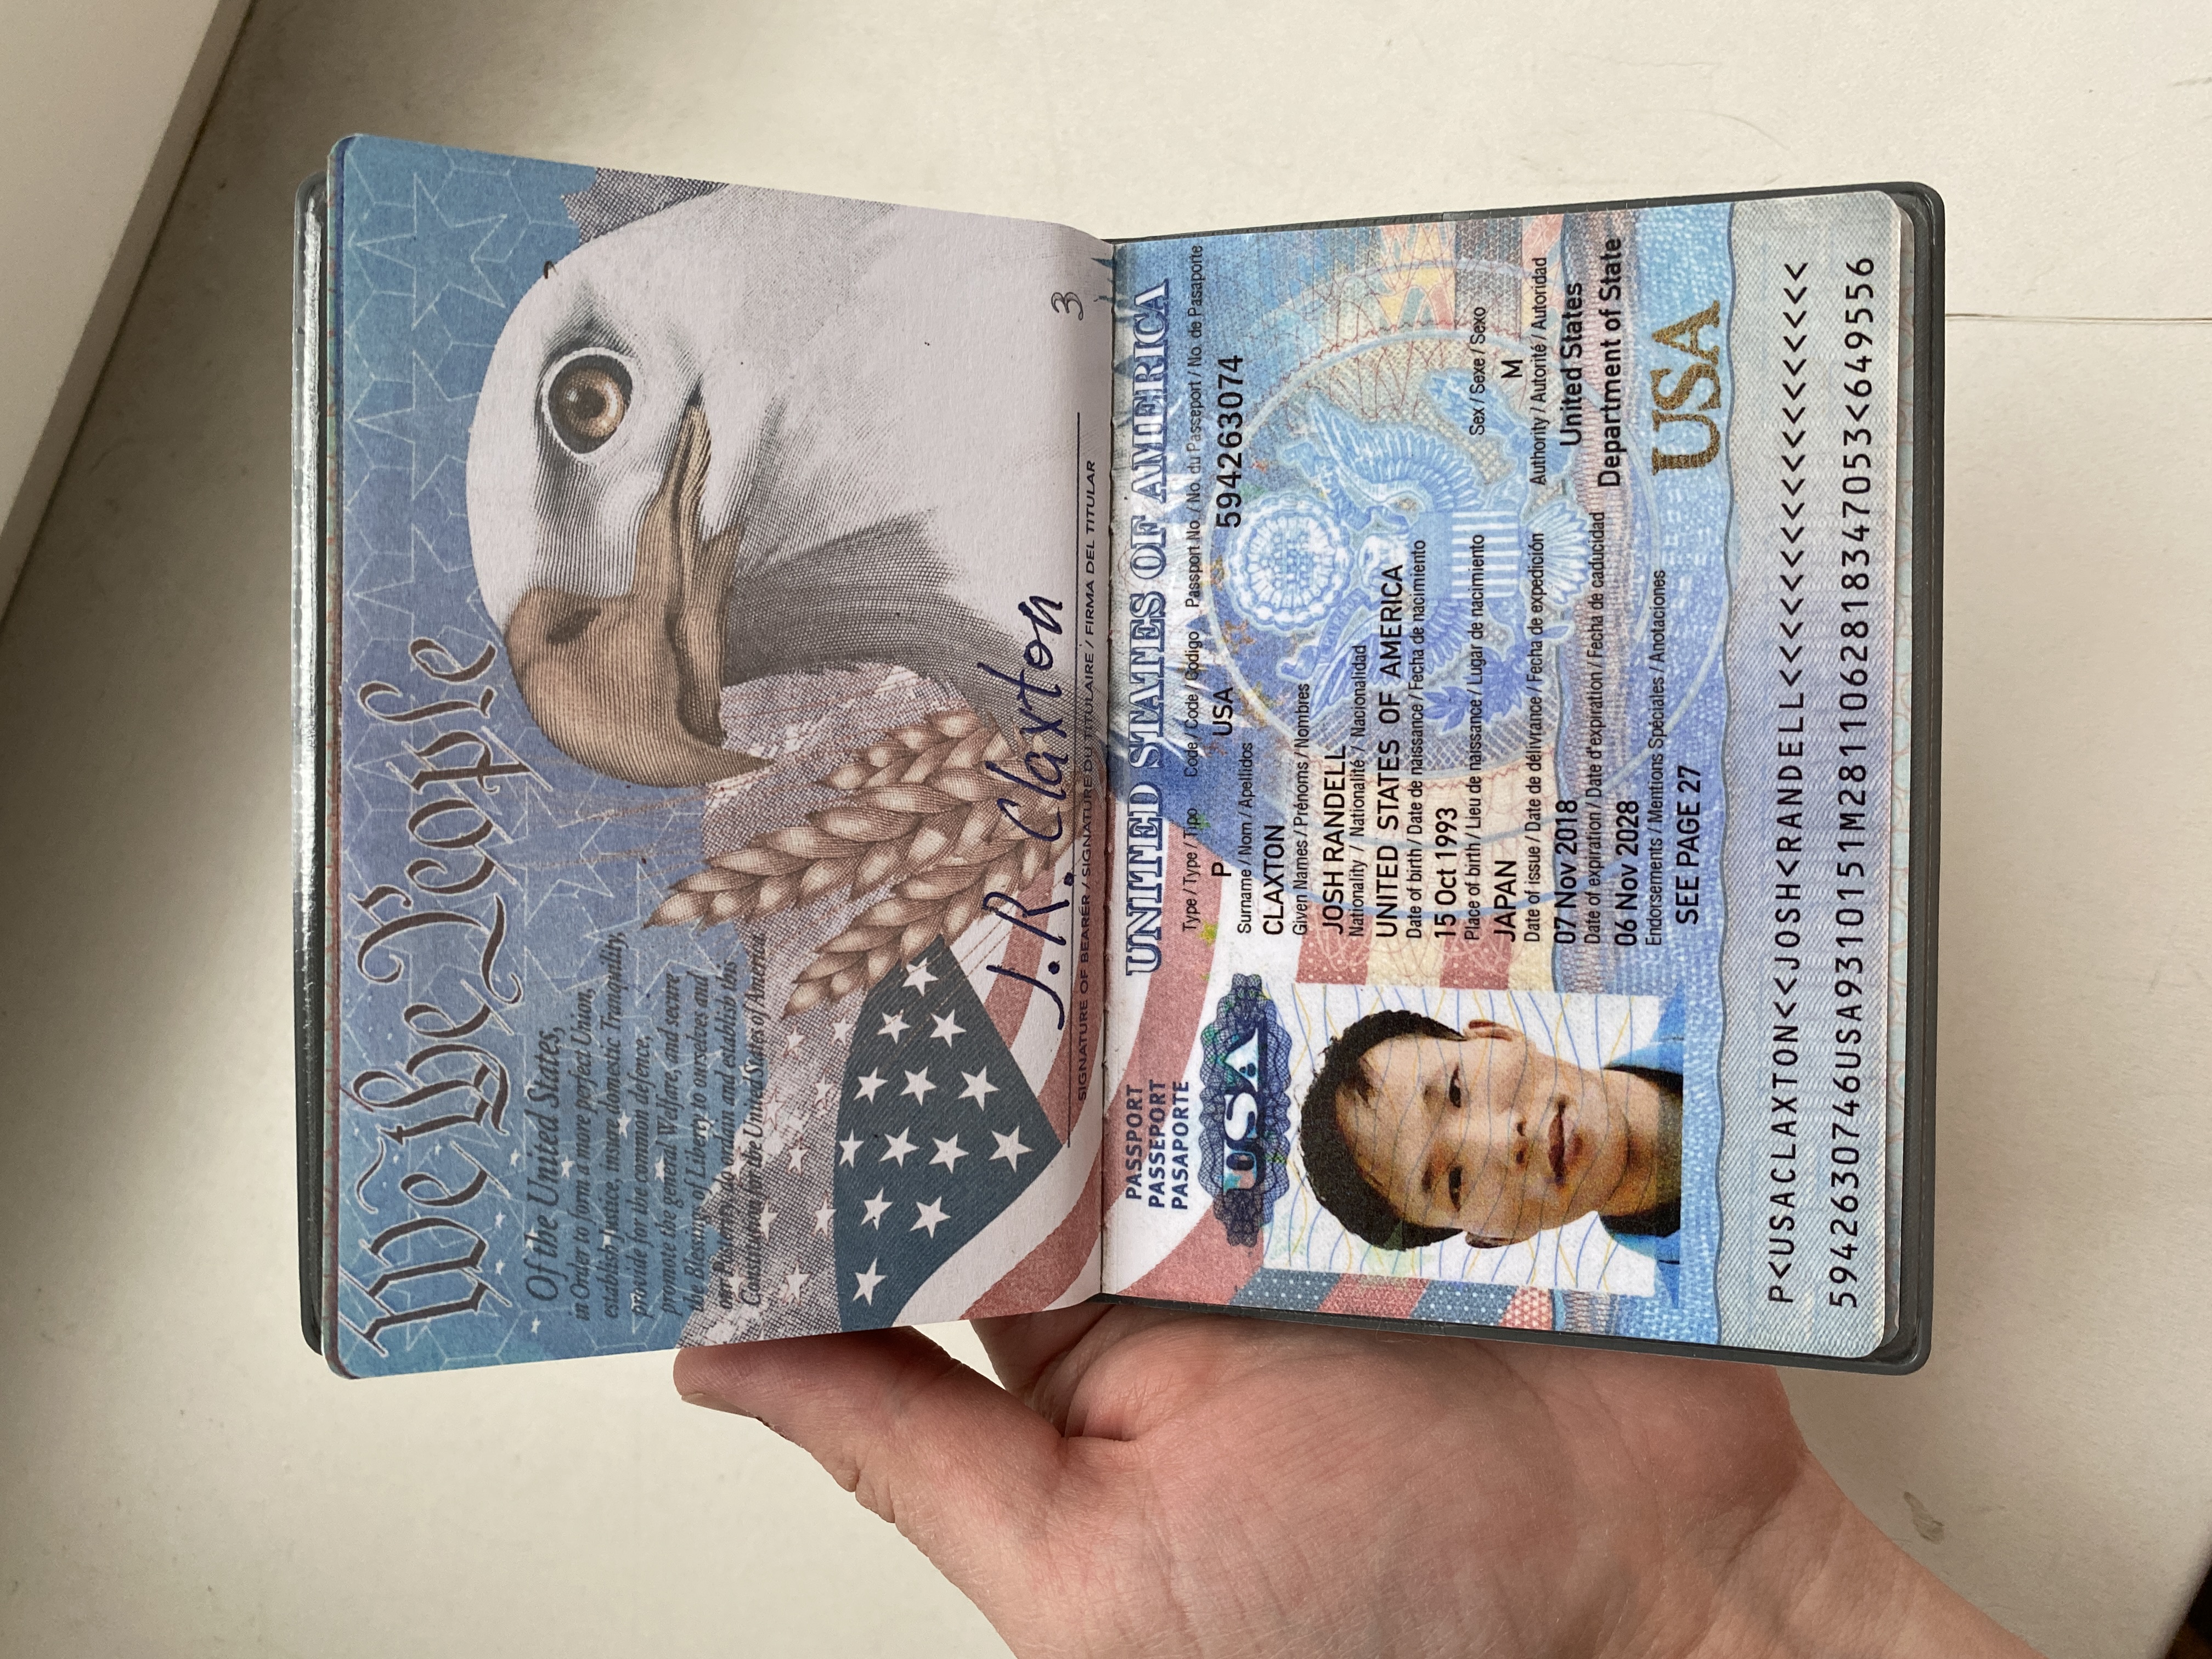 We the People
Of the United States,
in Order to form a more perfect Union,
establish Justice, insure domestic Tranquility,
provide for the common defence,
promote the general Welfare, and secure
the Blessings of Liberty to ourselves and
our Posterity, do ordain and establish this
Constitution for the United States of America.
J.R. Claxton
SIGNATURE OF BEARER / SIGNATURE DU TITULAIRE / FIRMA DEL TITULAR
3
PASSPORT
PASSEPORT
PASAPORTE
USA
UNITED STATES OF AMERICA
Type / Type / Tipo Code / Code / Codigo Passport No. / No. du Passeport / No. de Pasaporte
P USA 594263074
Surname / Nom / Apellidos
CLAXTON
Given Names / Prénoms / Nombres
JOSH RANDELL
Nationality / Nationalité / Nacionalidad
UNITED STATES OF AMERICA
Date of birth / Date de naissance / Fecha de nacimiento
15 Oct 1993
Place of birth / Lieu de naissance / Lugar de nacimiento Sex / Sexe / Sexo
JAPAN M
Date of issue / Date de délivrance / Fecha de expedición Authority / Autorité / Autoridad
07 Nov 2018 United States
Date of expiration / Date d'expiration / Fecha de caducidad Department of State
06 Nov 2028
Endorsements / Mentions Spéciales / Anotaciones
SEE PAGE 27
USA
P<USACLAXTON<<JOSH<RANDELL<<<<<<<<<<<<<<<<<<
5942630746USA9310151M2811062818347053<649556